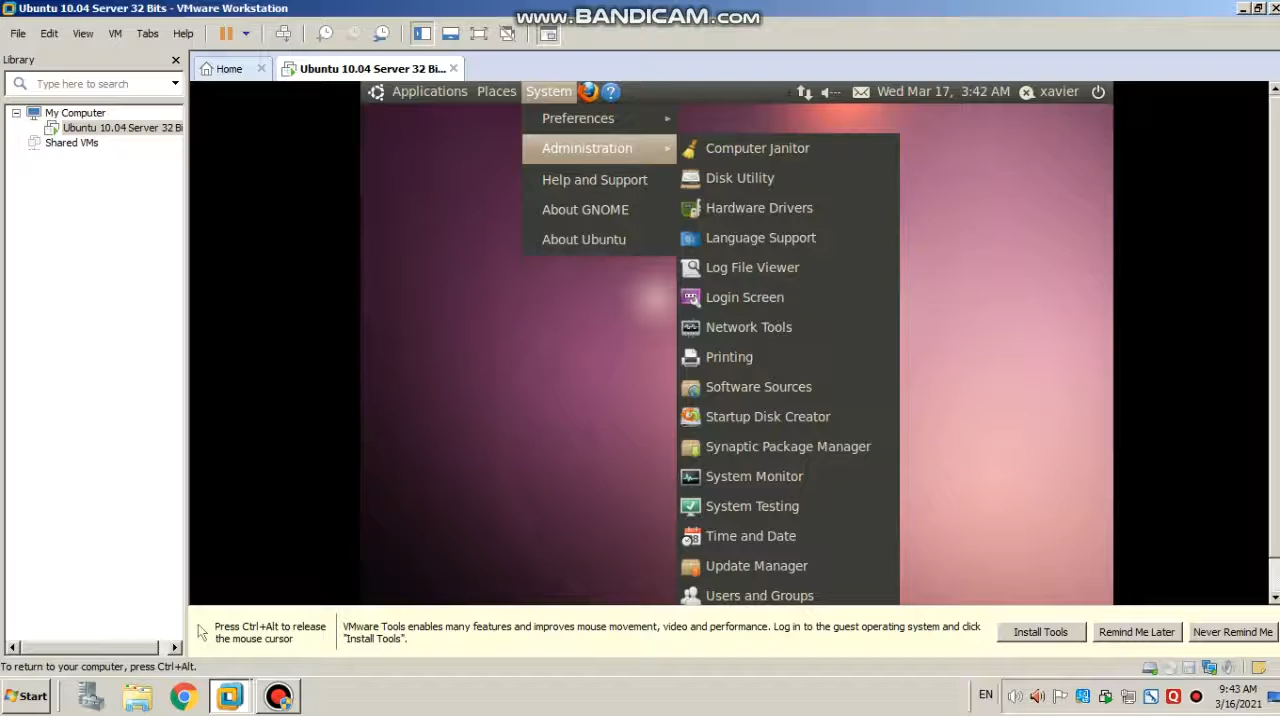 Ubuntu 10.04 Server 32 Bits - VMware Workstation
www.BANDICAM.com
File Edit View VM Tabs Help
Library
Type here to search
My Computer
Ubuntu 10.04 Server 32 Bi
Shared VMs
Home
Ubuntu 10.04 Server 32 Bi...
Applications Places System
Wed Mar 17, 3:42 AM xavier
Preferences
Administration
Help and Support
About GNOME
About Ubuntu
Computer Janitor
Disk Utility
Hardware Drivers
Language Support
Log File Viewer
Login Screen
Network Tools
Printing
Software Sources
Startup Disk Creator
Synaptic Package Manager
System Monitor
System Testing
Time and Date
Update Manager
Users and Groups
Press Ctrl+Alt to release
the mouse cursor
VMware Tools enables many features and improves mouse movement, video and performance. Log in to the guest operating system and click
"Install Tools".
Install Tools
Remind Me Later
Never Remind Me
To return to your computer, press Ctrl+Alt.
Start
EN
9:43 AM
3/16/2021